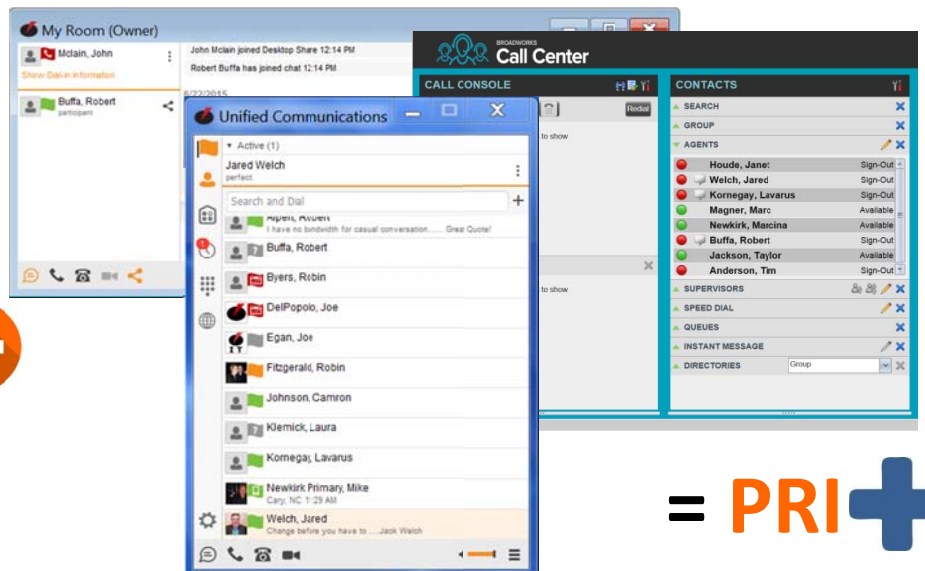 My Room (Owner)
Mclain, John
Show Dial-in Information
Buffa, Robert
participant
John Mclain joined Desktop Share 12:14 PM
Robert Buffa has joined chat 12:14 PM
6/22/2015
Unified Communications
Active (1)
Jared Welch
perfect.
Search and Dial
Alpert, Robert
I have no bindwidth for casual conversation...... Great Quote!
Buffa, Robert
Byers, Robin
DelPopolo, Joe
IT
Egan, Joe
Fitzgerald, Robin
Johnson, Camron
Klemick, Laura
Kornegay, Lavarus
Newkirk Primary, Mike
Cary, NC 1:29 AM
Welch, Jared
Change before you have to ....Jack Welch
1
BROADWORKS
Call Center
CALL CONSOLE
Redial
to show
to show
CONTACTS
SEARCH
GROUP
AGENTS
Houde, Janet Sign-Out
Welch, Jared Sign-Out
Kornegay, Lavarus Sign-Out
Magner, Marc Available
Newkirk, Marcina Available
Buffa, Robert Sign-Out
Jackson, Taylor Available
Anderson, Tim Sign-Out
SUPERVISORS
SPEED DIAL
QUEUES
INSTANT MESSAGE
DIRECTORIES Group
= PRI+